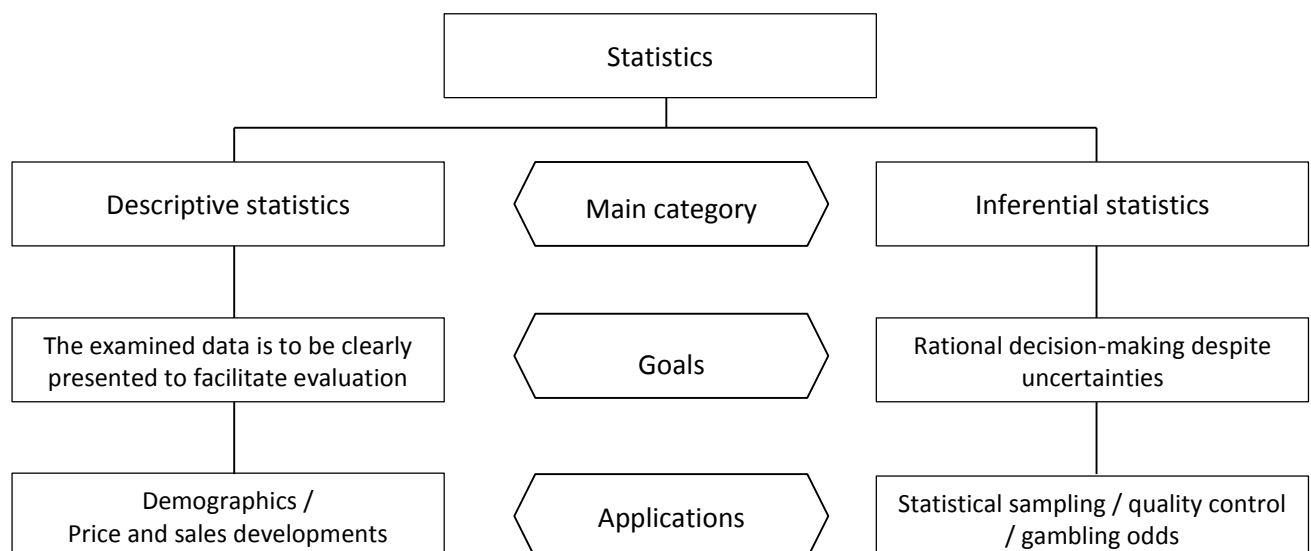 Statistics
Descriptive statistics
Main category
Inferential statistics
The examined data is to be clearly
presented to facilitate evaluation
Goals
Rational decision-making despite
uncertainties
Demographics /
Price and sales developments
Applications
Statistical sampling / quality control
/ gambling odds